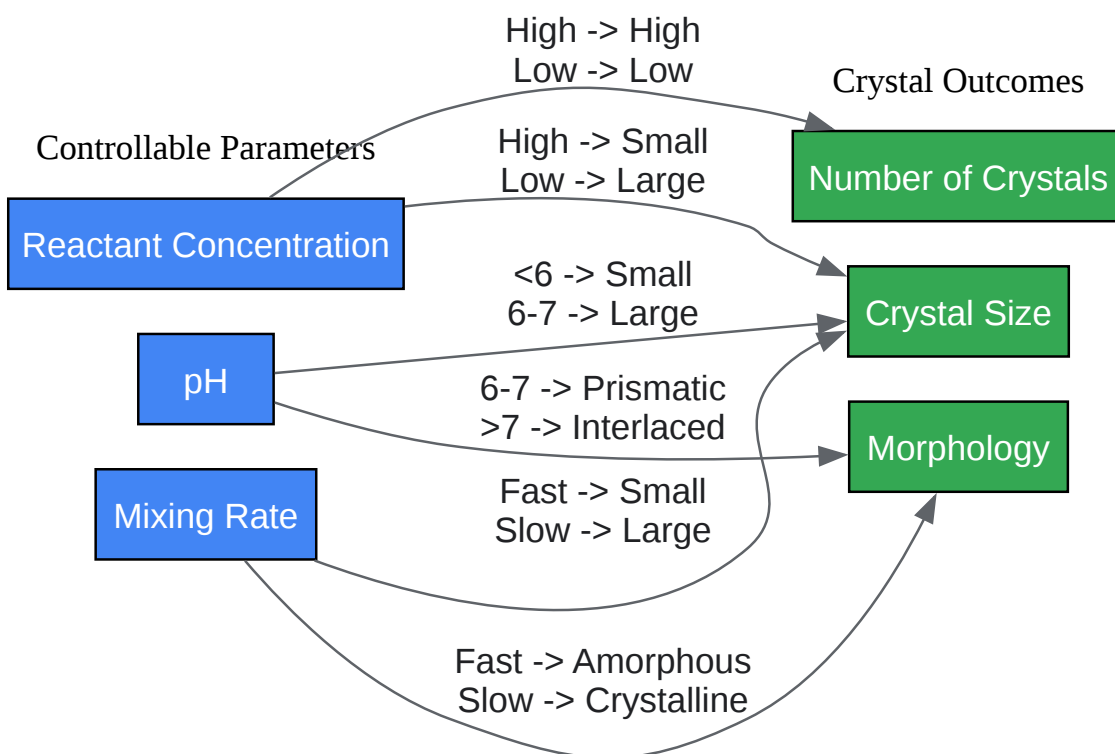 High -> High
Low -> Low
Crystal Outcomes
Controllable Parameters
High -> Small
Low -> Large
Number of Crystals
Reactant Concentration
<6 -> Small
6-7 -> Large
Crystal Size
pH
6-7 -> Prismatic
>7 -> Interlaced
Morphology
Mixing Rate
Fast -> Small
Slow -> Large
Fast -> Amorphous
Slow -> Crystalline